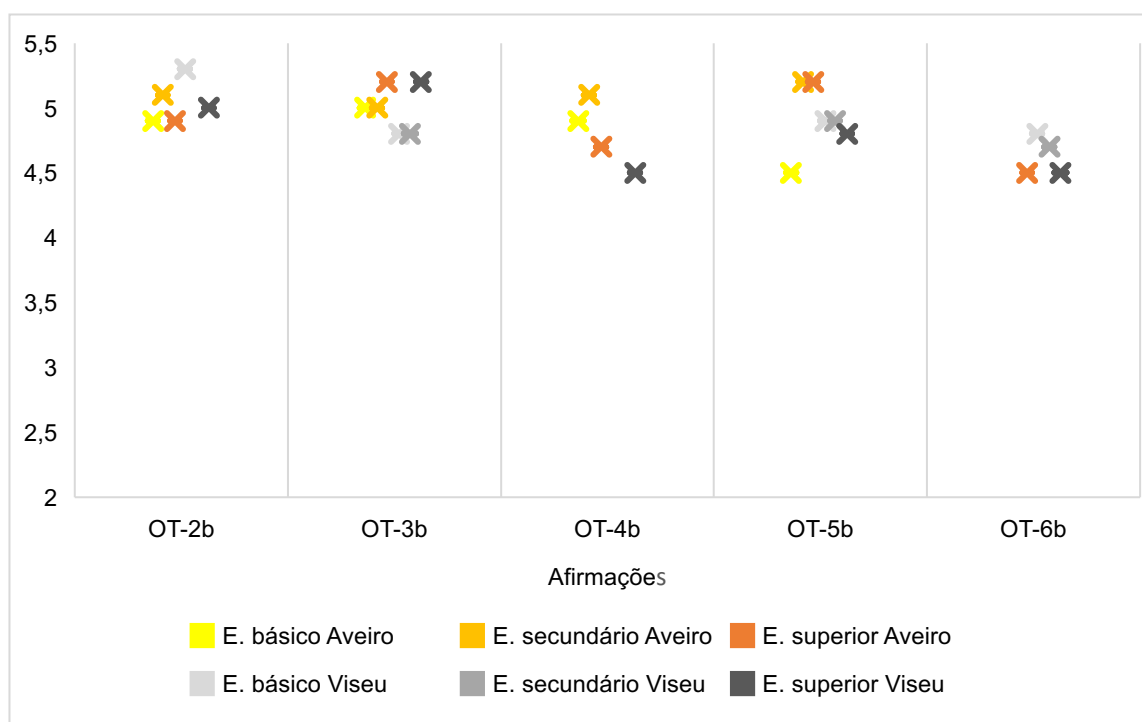 5,5
5
4,5
4
3,5
3
2,5
2
OT-2b OT-3b OT-4b OT-5b OT-6b
Afirmações
E. básico Aveiro E. secundário Aveiro E. superior Aveiro
E. básico Viseu E. secundário Viseu E. superior Viseu